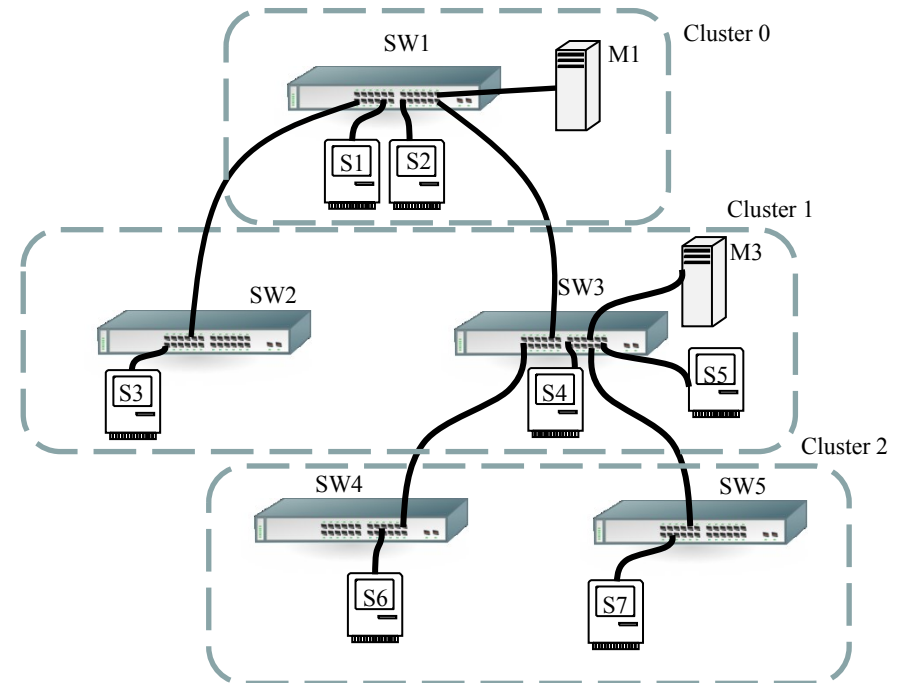 Cluster 0
SW1
M1
S1
S2
Cluster 1
M3
SW2
SW3
S3
S4
S5
Cluster 2
SW4
SW5
S6
S7